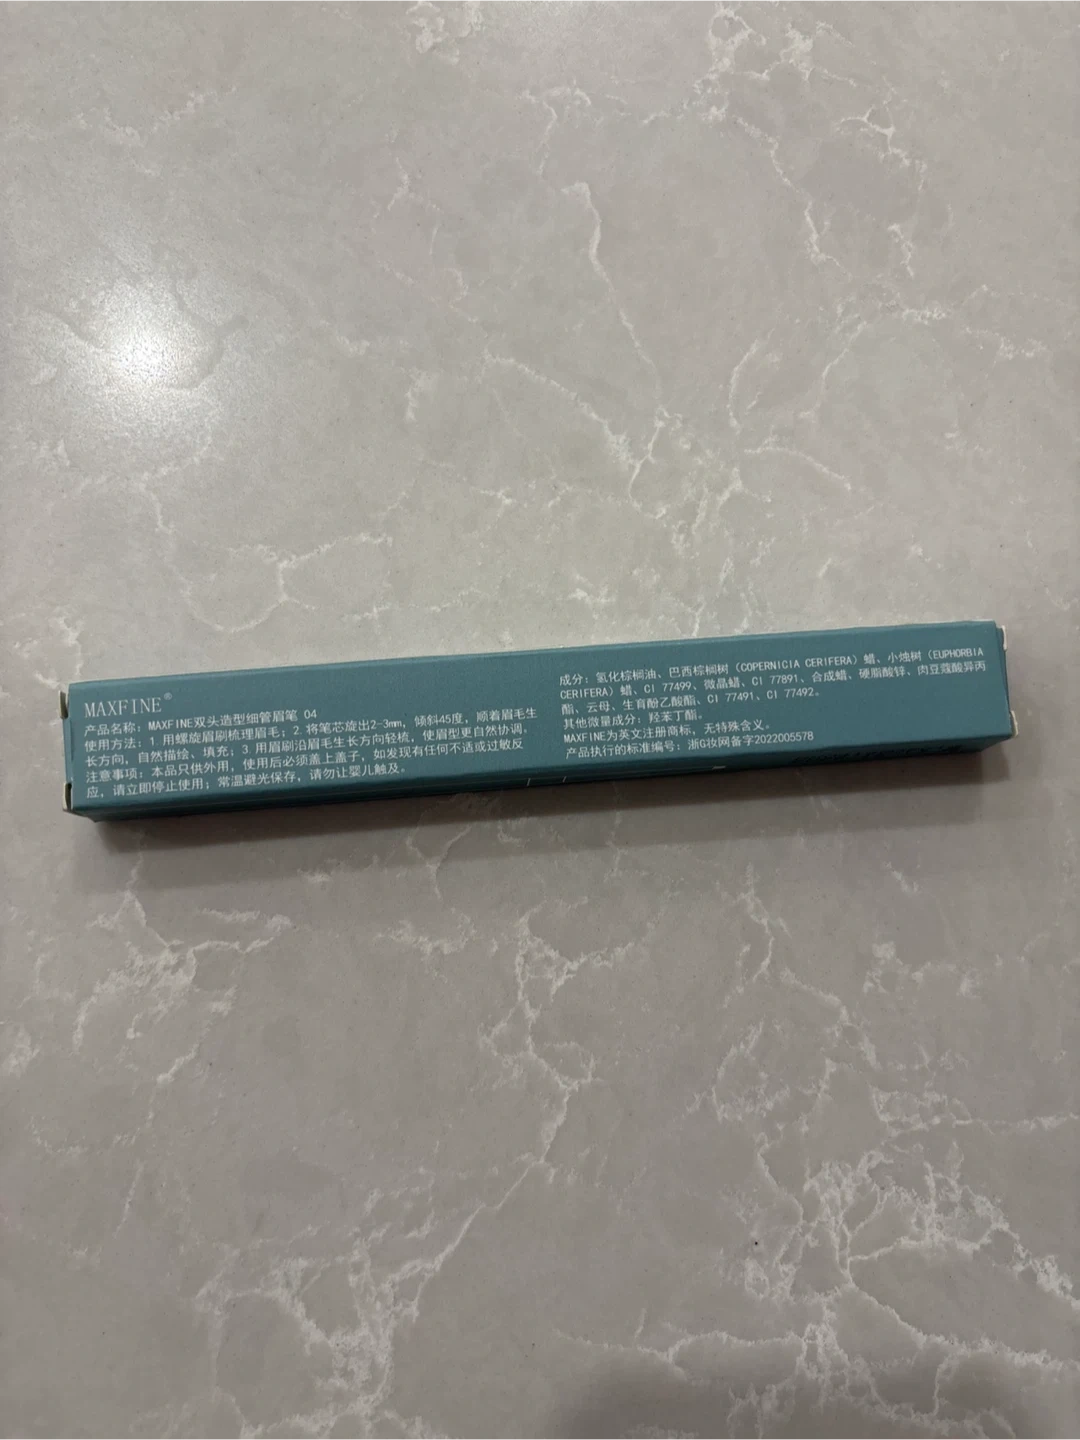 MAXFINE®
产品名称: MAXFINE双头造型细管眉笔 04
使用方法: 1.用螺旋眉刷梳理眉毛; 2.将笔芯旋出2-3mm, 倾斜45度, 顺着眉毛生
长方向, 自然描绘、填充; 3.用眉刷沿眉毛生长方向轻梳, 使眉型更自然协调。
注意事项: 本品只供外用, 使用后必须盖上盖子, 如发现有任何不适或过敏反
应, 请立即停止使用; 常温避光保存, 请勿让婴儿触及。
成分: 氢化棕榈油、巴西棕榈树 (COPERNICIA CERIFERA) 蜡、小烛树 (EUPHORBIA
CERIFERA) 蜡、CI 77499、微晶蜡、CI 77891、合成蜡、硬脂酸锌、肉豆蔻酸异丙
酯、云母、生育酚乙酸酯、CI 77491、CI 77492。
其他微量成分: 羟苯丁酯。
MAXFINE为英文注册商标, 无特殊含义。
产品执行的标准编号: 浙G妆网备字2022005578